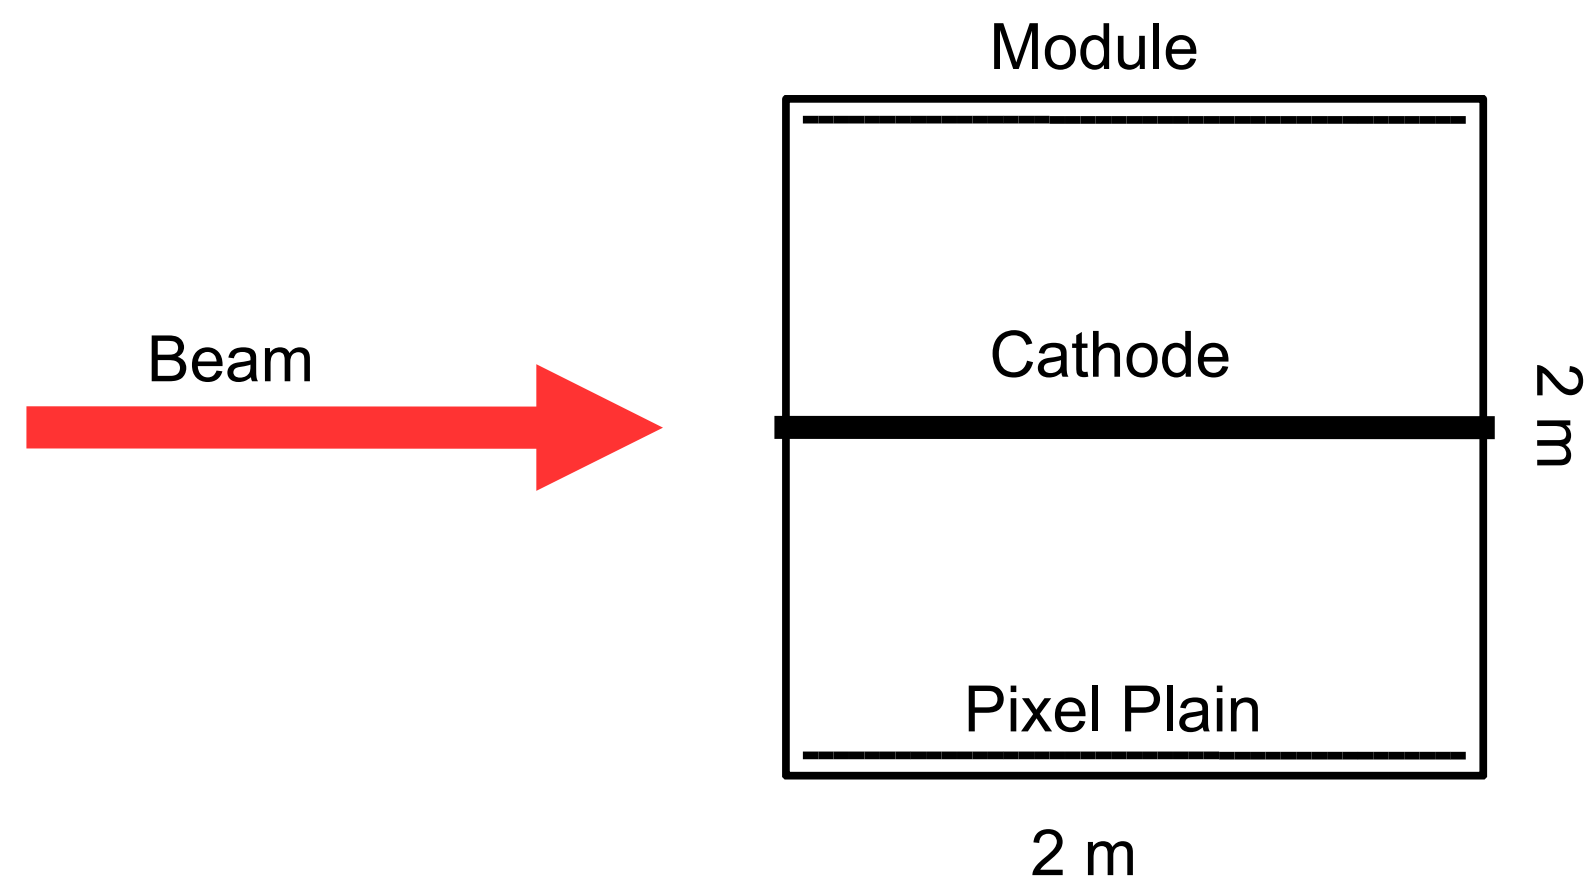 Module
Beam
Cathode
2 m
Pixel Plain
2 m